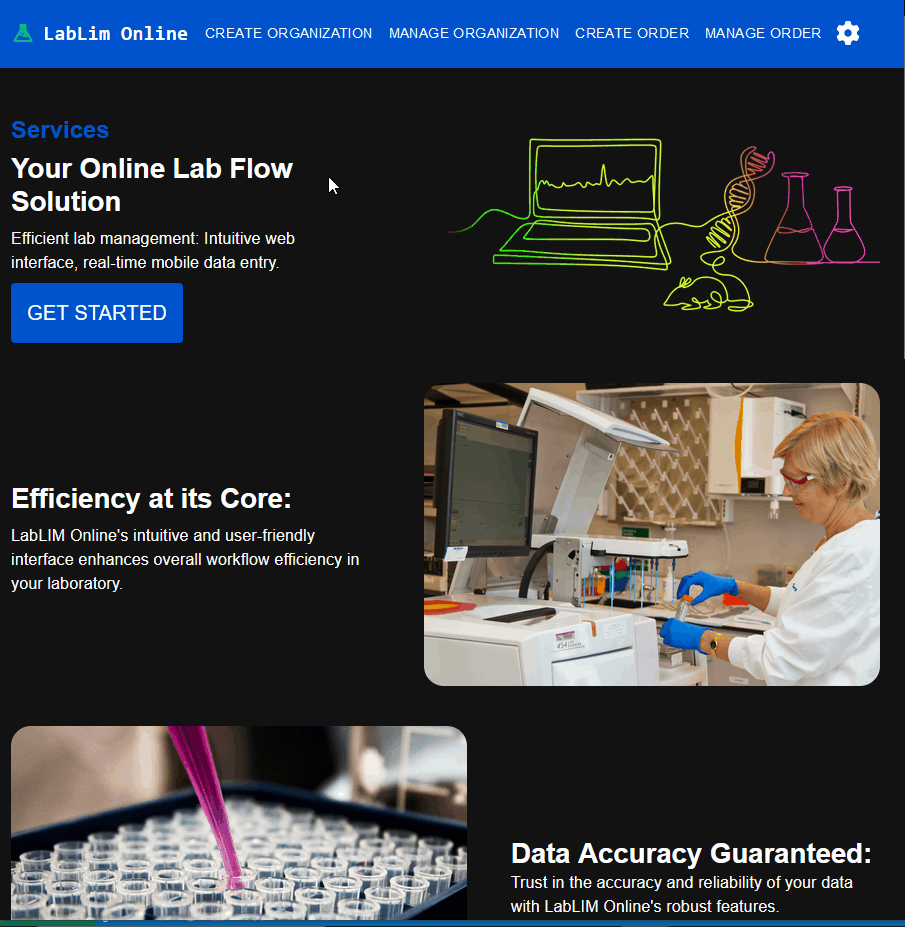 LabLim Online CREATE ORGANIZATION MANAGE ORGANIZATION CREATE ORDER MANAGE ORDER
Services
Your Online Lab Flow
Solution
Efficient lab management: Intuitive web
interface, real-time mobile data entry.
GET STARTED
Efficiency at its Core:
LabLIM Online's intuitive and user-friendly
interface enhances overall workflow efficiency in
your laboratory.
Data Accuracy Guaranteed:
Trust in the accuracy and reliability of your data
with LabLIM Online's robust features.